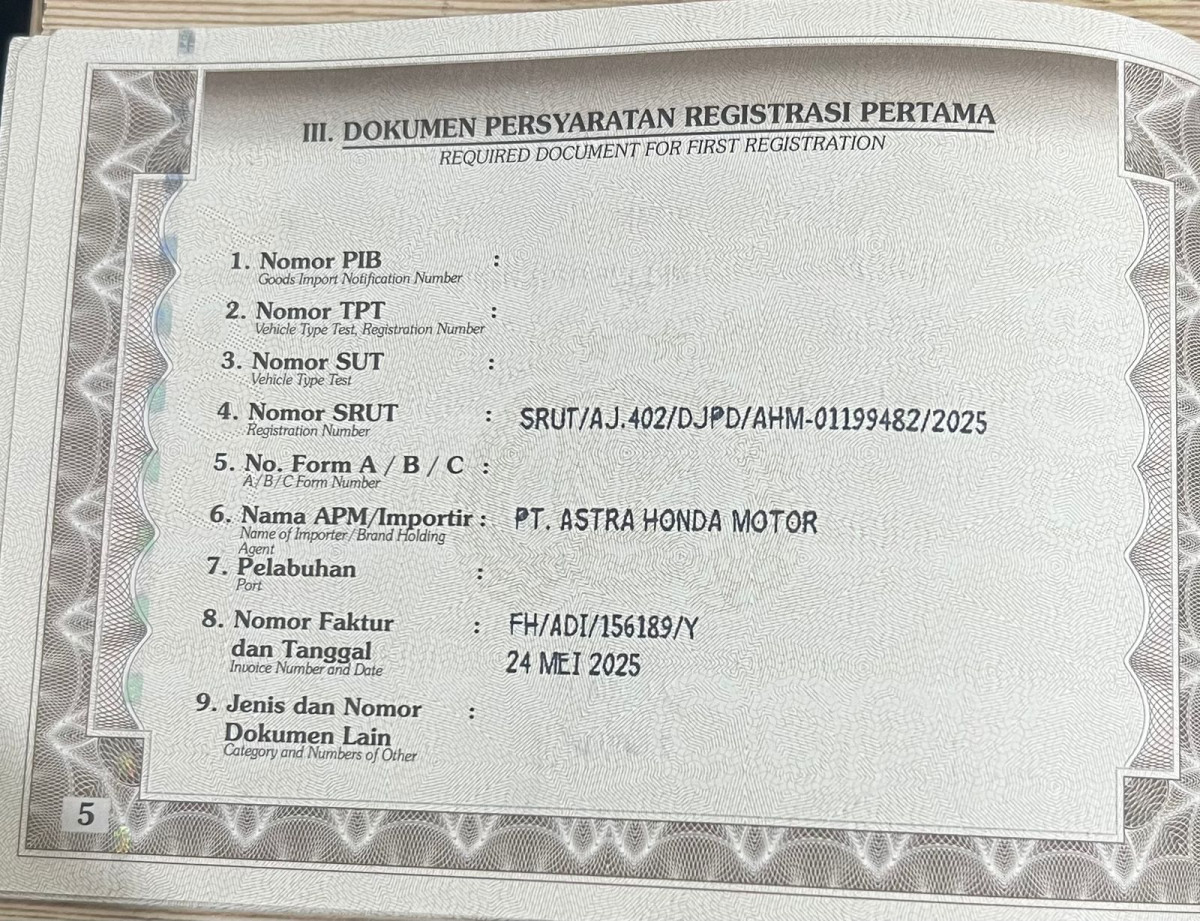 III. DOKUMEN PERSYARATAN REGISTRASI PERTAMA
REQUIRED DOCUMENT FOR FIRST REGISTRATION
1. Nomor PIB :
Goods Import Notification Number
2. Nomor TPT :
Vehicle Type Test, Registration Number
3. Nomor SUT :
Vehicle Type Test
4. Nomor SRUT : SRUT/AJ.402/DJPD/AHM-01199482/2025
Registration Number
5. No. Form A / B / C :
A/B/C Form Number
6. Nama APM/Importir : PT. ASTRA HONDA MOTOR
Name of Importer/Brand Holding
Agent
7. Pelabuhan :
Port
8. Nomor Faktur : FH/ADI/156189/Y
dan Tanggal 24 MEI 2025
Invoice Number and Date
9. Jenis dan Nomor :
Dokumen Lain
Category and Numbers of Other
5